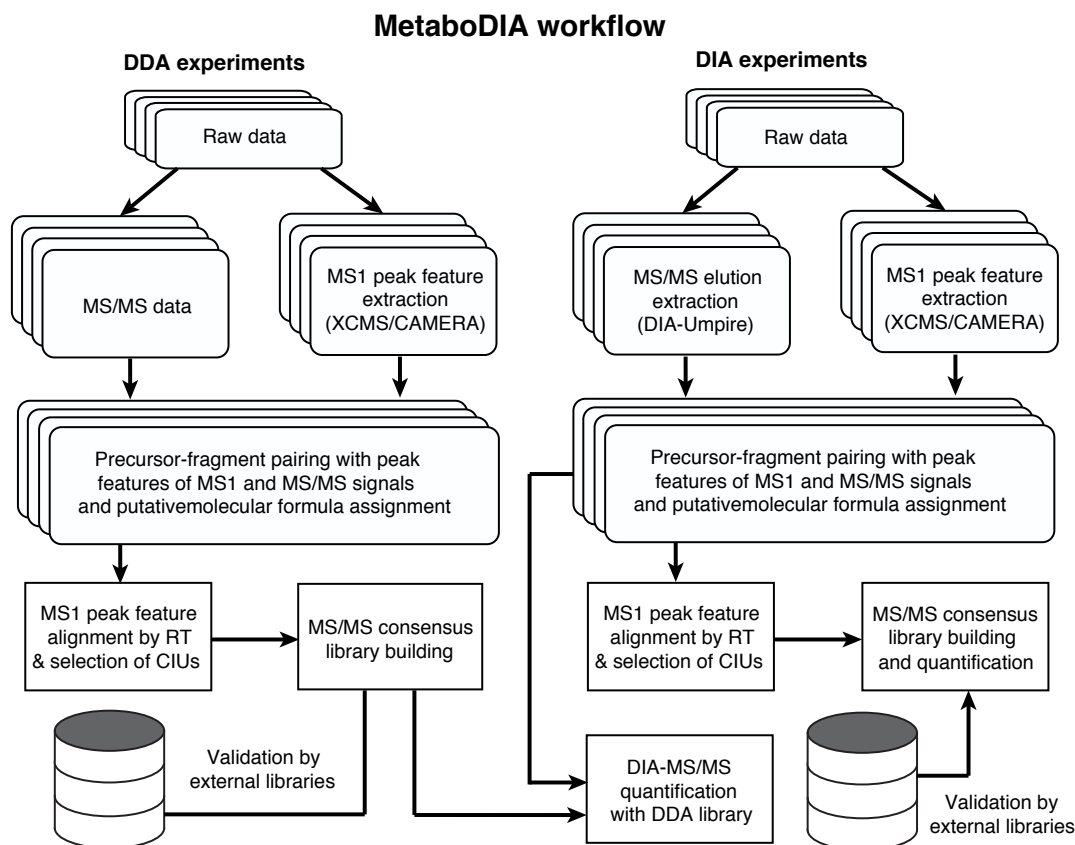 MetaboDIA workflow
DDA experiments
Raw data
MS/MS data
MS1 peak feature
extraction
(XCMS/CAMERA)
Precursor-fragment pairing with peak
features of MS1 and MS/MS signals
and putativemolecular formula assignment
MS1 peak feature
alignment by RT
& selection of CIUs
MS/MS consensus
library building
Validation by
external libraries
DIA experiments
Raw data
MS/MS elution
extraction
(DIA-Umpire)
MS1 peak feature
extraction
(XCMS/CAMERA)
Precursor-fragment pairing with peak
features of MS1 and MS/MS signals
and putativemolecular formula assignment
MS1 peak feature
alignment by RT
& selection of CIUs
MS/MS consensus
library building
and quantification
DIA-MS/MS
quantification
with DDA library
Validation by
external libraries